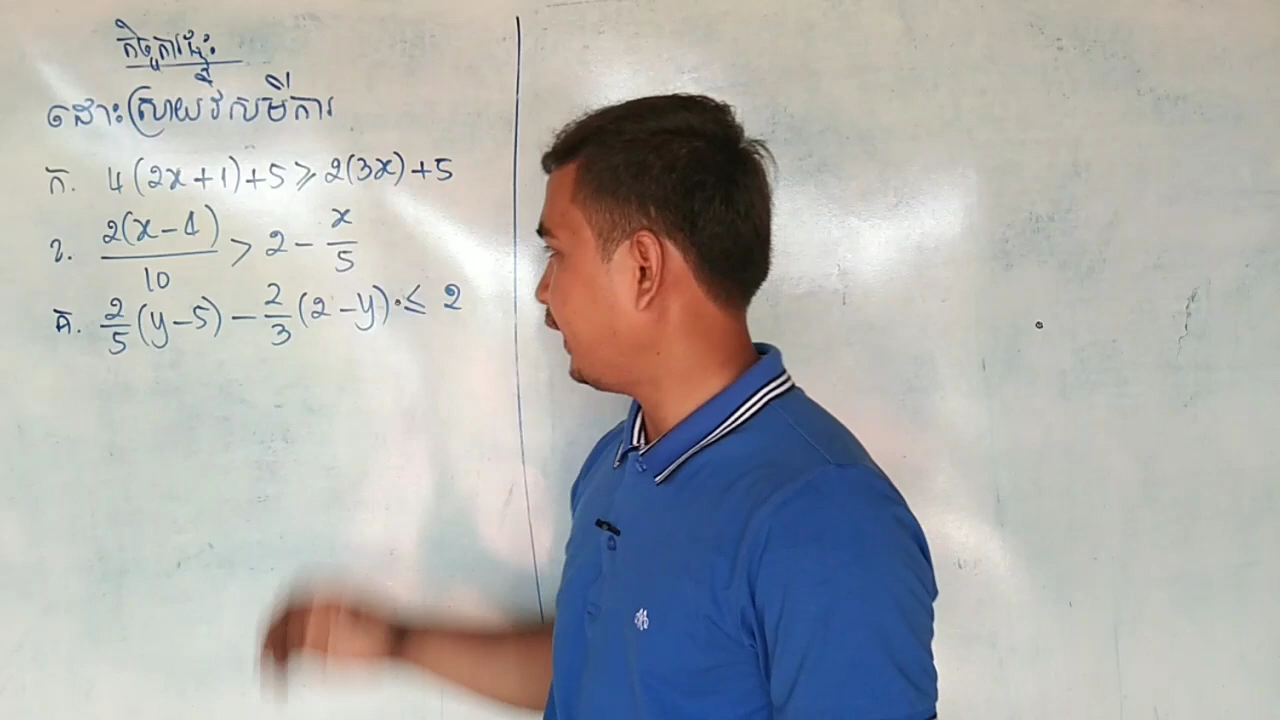 កិច្ចការផ្ទះ
ដោះស្រាយវិសមីការ
ក. 4(2x+1)+5 ⩾ 2(3x)+5
ខ. 2(x-4)/10 > 2 - x/5
គ. 2/5(y-5) - 2/3(2-y) ≤ 2